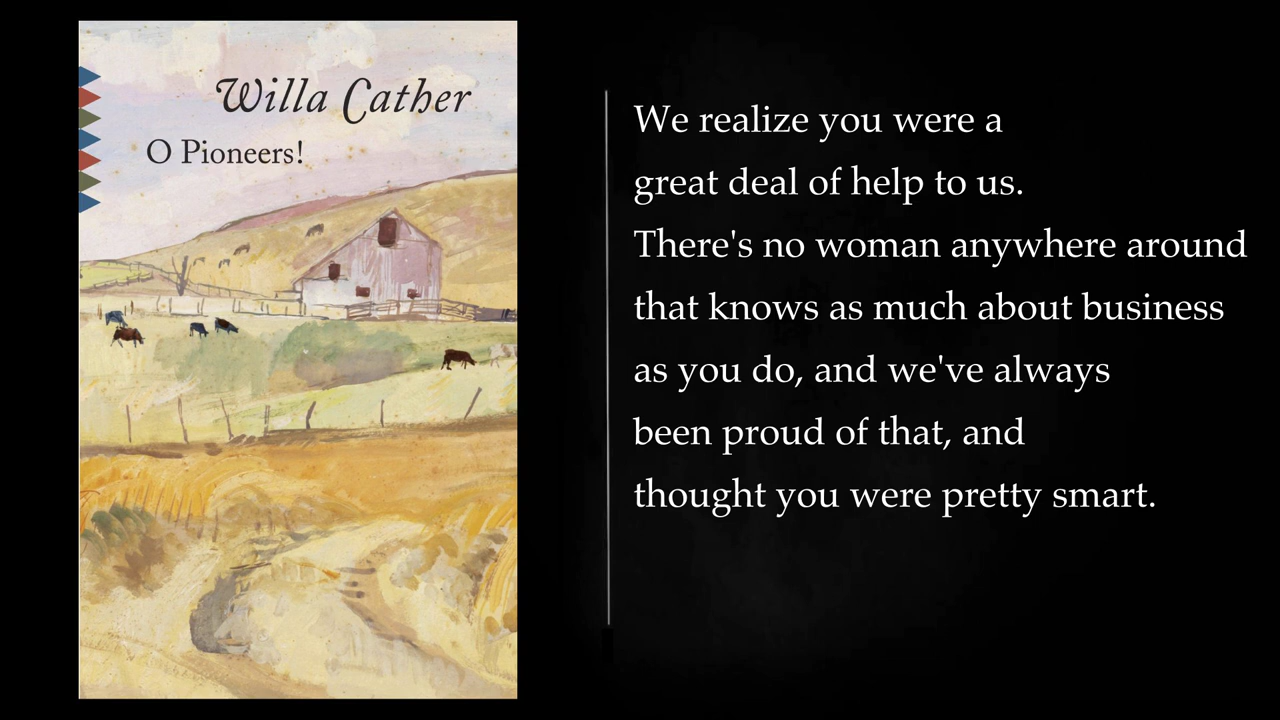 Willa Cather
O Pioneers!
We realize you were a
great deal of help to us.
There's no woman anywhere around
that knows as much about business
as you do, and we've always
been proud of that, and
thought you were pretty smart.